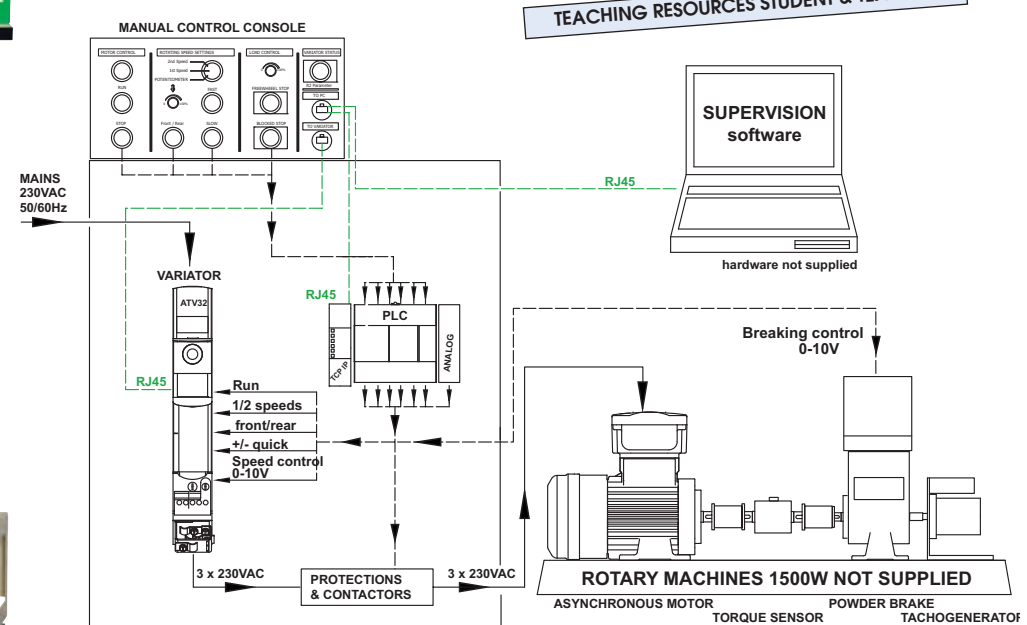 TEACHING RESOURCES STUDENT &
MANUAL CONTROL CONSOLE
MOTOR CONTROL
ROTATING SPEED SETTINGS
LOAD CONTROL
VARIATOR STATUS
2nd Speed
1st Speed
POTENTIOMETER
RUN
FAST
FREEWHEEL STOP
RJ Parameter
TO PC
STOP
Front / Rear
SLOW
BLOCKED STOP
TO VARIATOR
SUPERVISION
software
RJ45
hardware not supplied
MAINS
230VAC
50/60Hz
VARIATOR
ATV32
RJ45
RJ45
PLC
TCP IP
ANALOG
Run
1/2 speeds
front/rear
+/- quick
Speed control
0-10V
Breaking control
0-10V
3 x 230VAC
PROTECTIONS
& CONTACTORS
3 x 230VAC
ROTARY MACHINES 1500W NOT SUPPLIED
ASYNCHRONOUS MOTOR
POWDER BRAKE
TORQUE SENSOR
TACHOGENERATOR